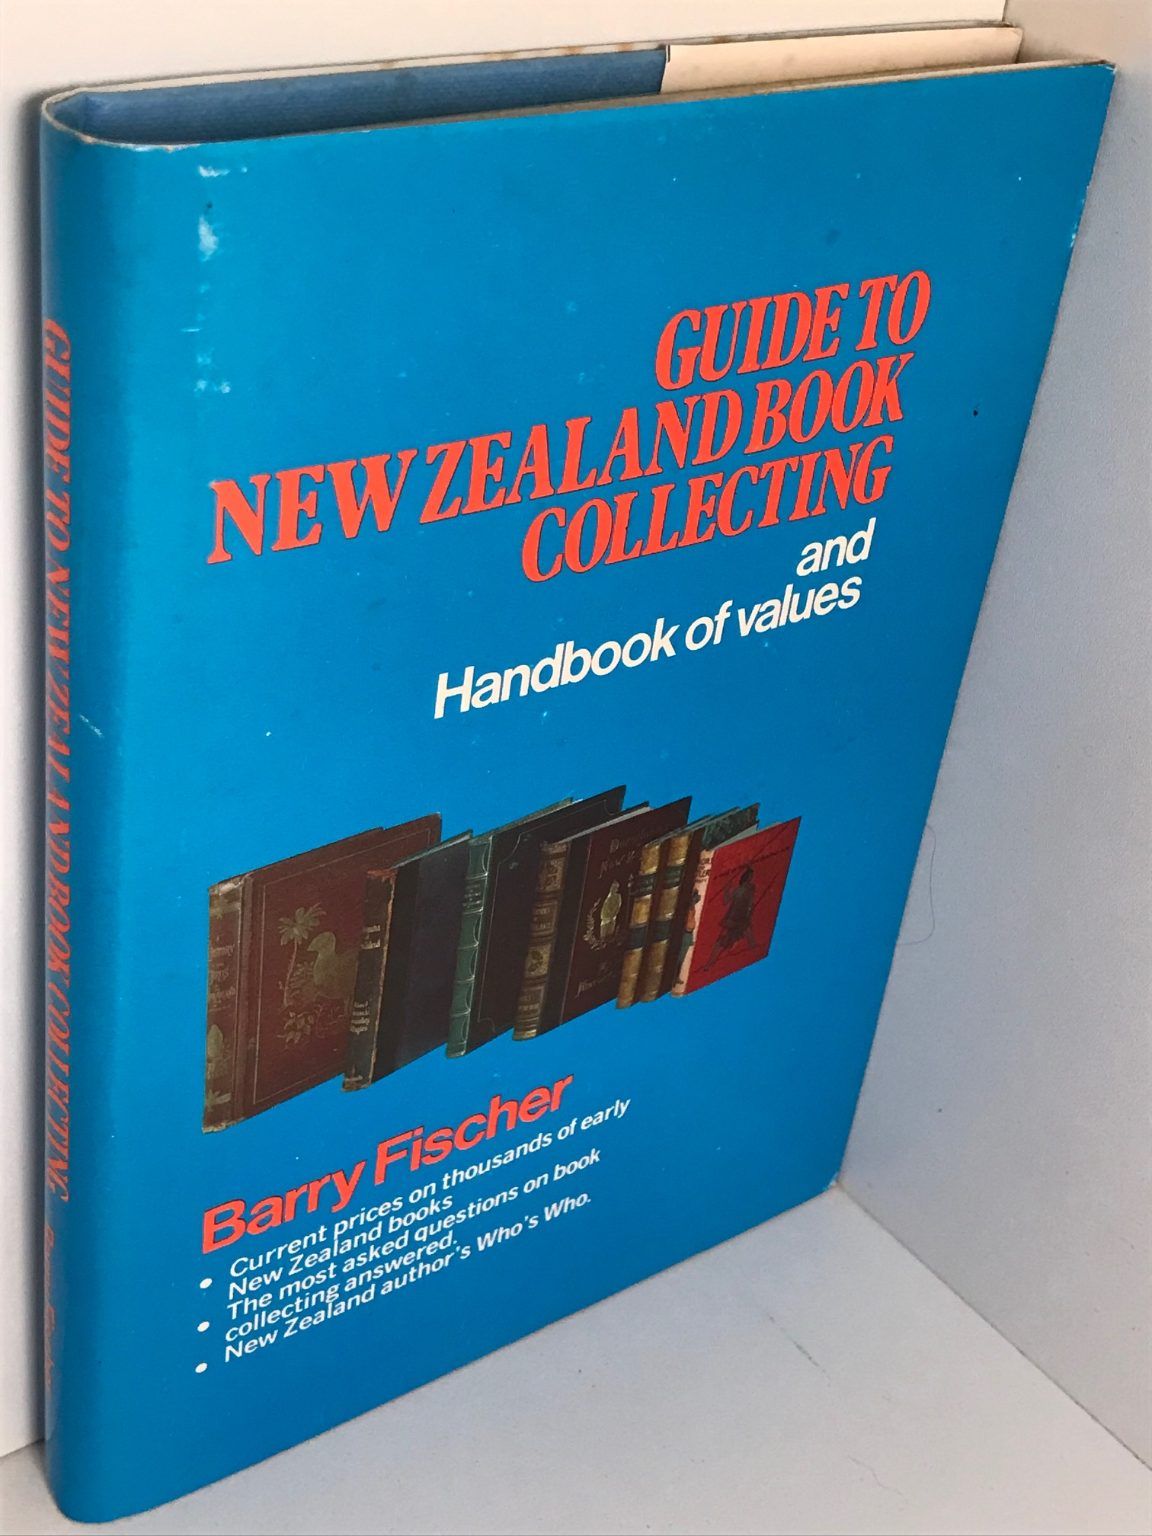 GUIDE TO
NEW ZEALAND BOOK
COLLECTING
and
Handbook of values
Barry Fischer
• Current prices on thousands of early
New Zealand books
• The most asked questions on book
collecting answered.
• New Zealand author's Who's Who.
GUIDE TO NEW ZEALAND BOOK COLLECTING